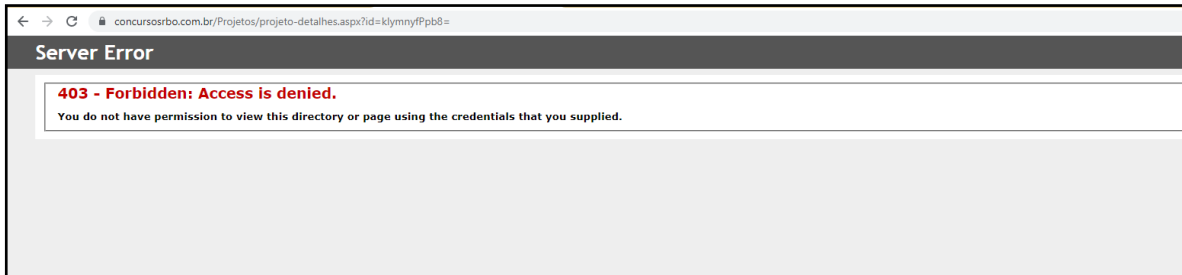 concursosrbo.com.br/Projetos/projeto-detalhes.aspx?id=klymnyfPpb8=
Server Error
403 - Forbidden: Access is denied.
You do not have permission to view this directory or page using the credentials that you supplied.